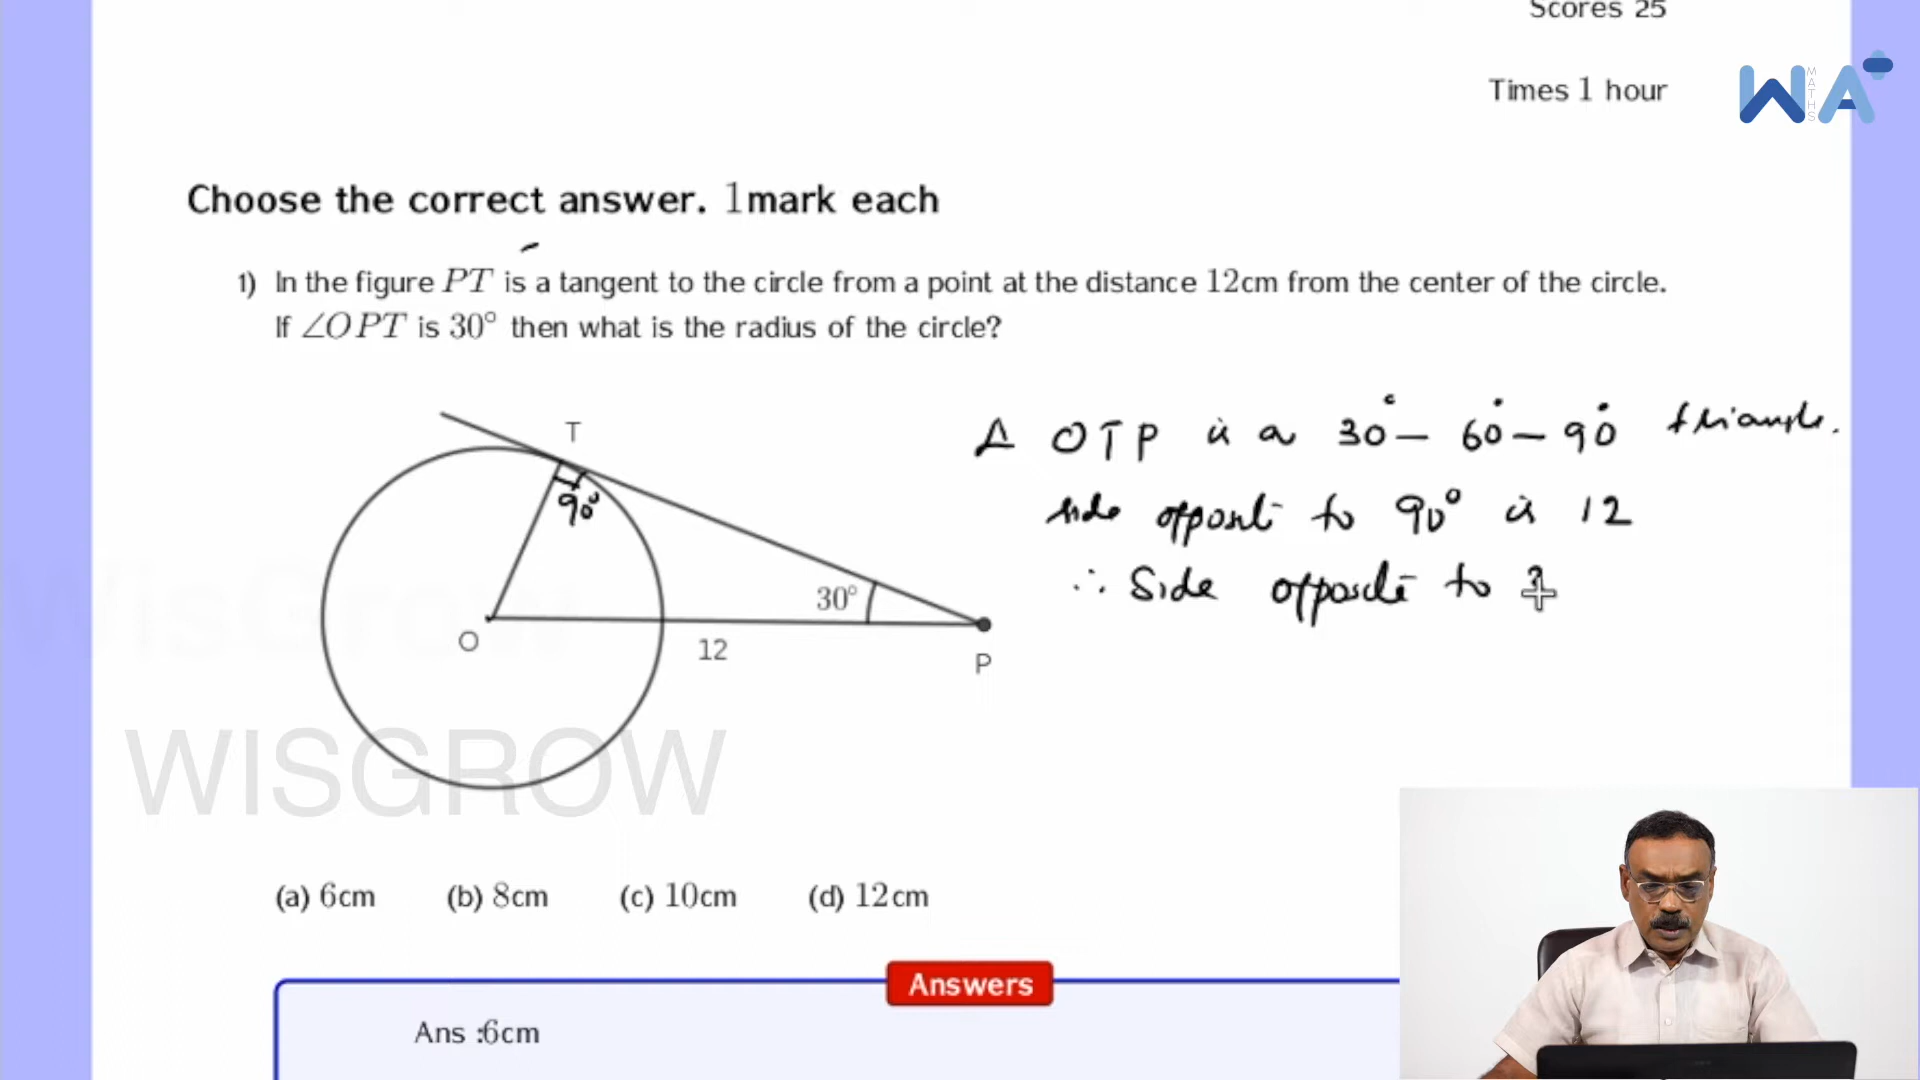 Scores 25
Times 1 hour
WA+
MATHS
Choose the correct answer. 1mark each
1) In the figure PT is a tangent to the circle from a point at the distance 12cm from the center of the circle.
If ∠OPT is 30° then what is the radius of the circle?
T
90°
30°
O
12
P
Δ OTP is a 30° – 60° – 90° triangle.
side opposite to 90° is 12
∴ Side opposite to
WISGROW
(a) 6cm (b) 8cm (c) 10cm (d) 12cm
Answers
Ans :6cm